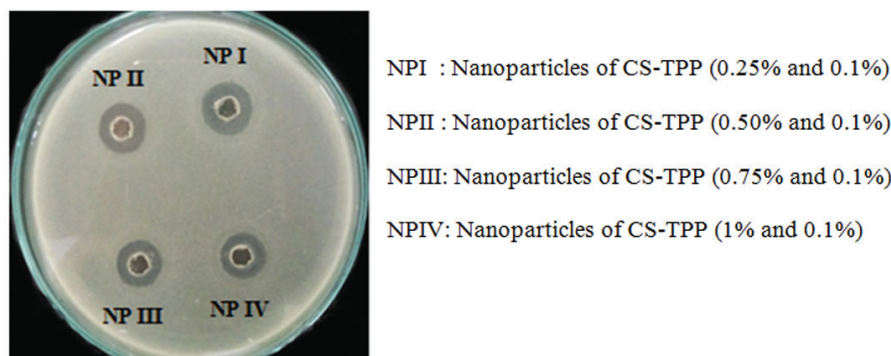 NP I
NP II
NP III
NP IV
NPI : Nanoparticles of CS-TPP (0.25% and 0.1%)
NPII : Nanoparticles of CS-TPP (0.50% and 0.1%)
NPIII: Nanoparticles of CS-TPP (0.75% and 0.1%)
NPIV: Nanoparticles of CS-TPP (1% and 0.1%)